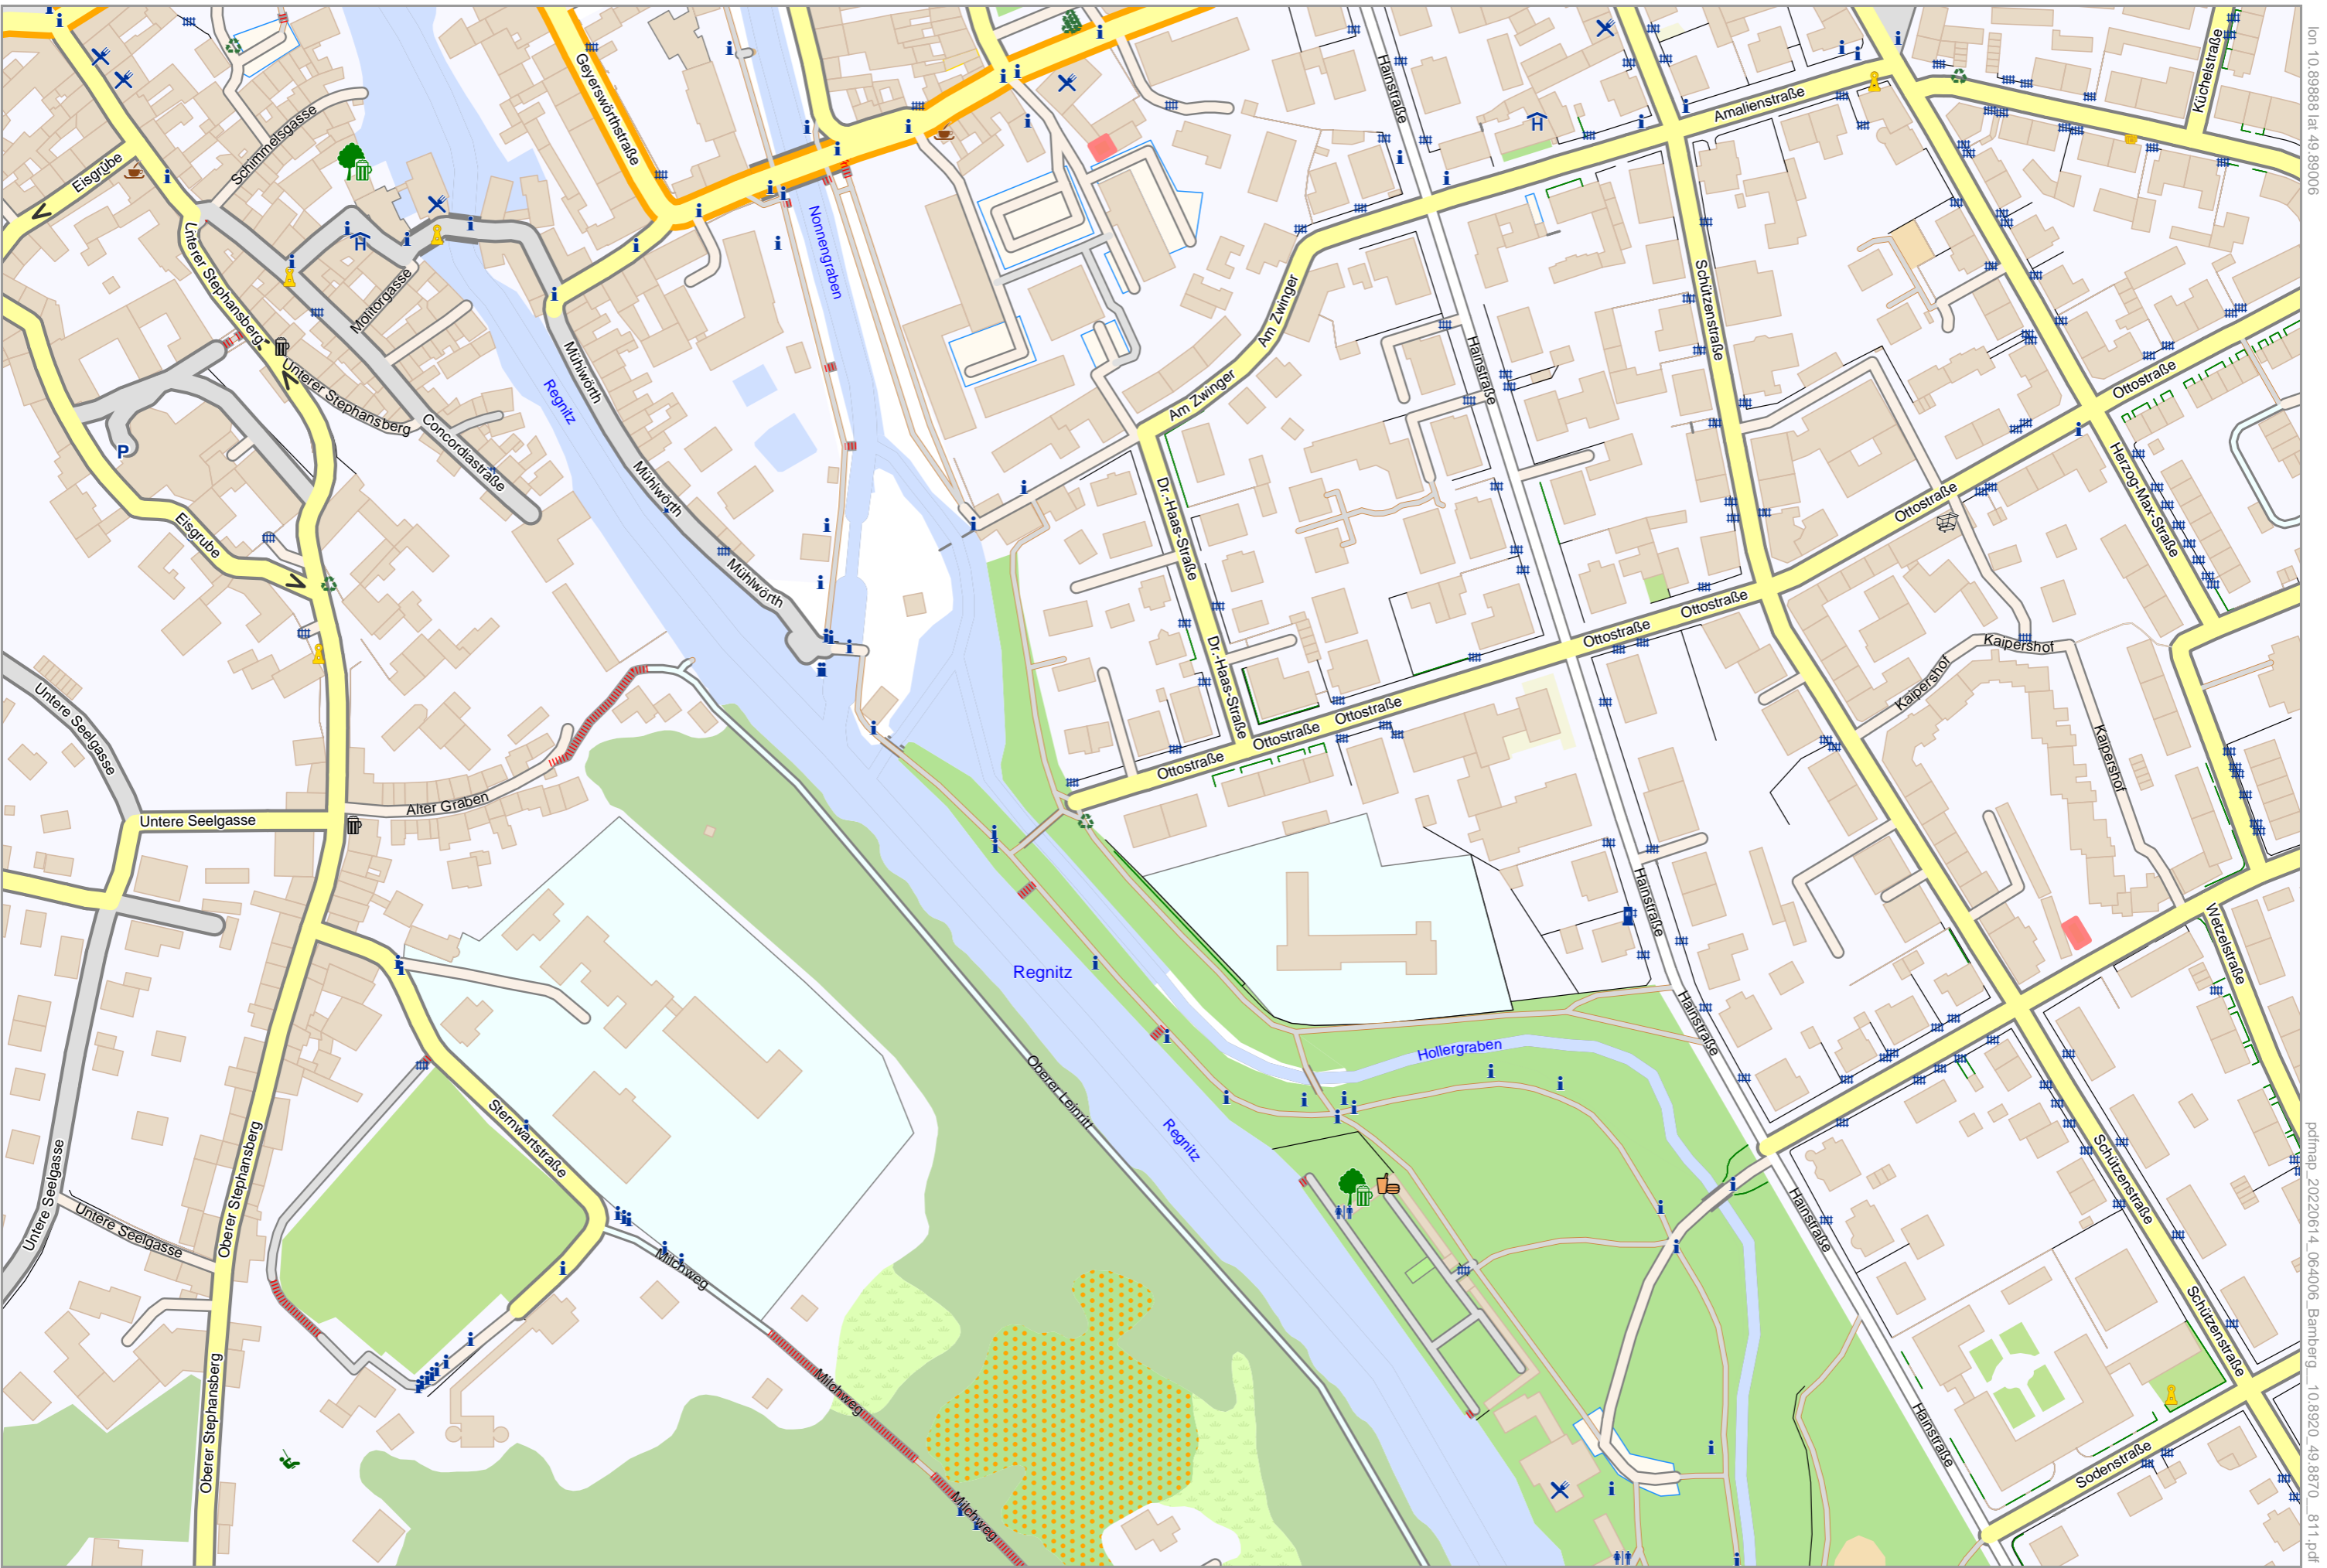 Geyerswörthstraße
Hainstraße
Amalienstraße
Küchelstraße
lon 10.89888 lat 49.89006
Schimmelsgasse
Eisgrube
Nonnengraben
Unterer Stephansberg
Molitorgasse
Am Zwinger
Schützenstraße
Mühlwörth
Regnitz
Hainstraße
Ottostraße
Unterer Stephansberg
Am Zwinger
Concordiastraße
P
Mühlwörth
Dr.-Haas-Straße
Ottostraße
Herzog-Max-Straße
Eisgrube
Mühlwörth
Ottostraße
Ottostraße
Kaipershof
Kaipershof
Untere Seelgasse
Dr.-Haas-Straße
Ottostraße
Ottostraße
Ottostraße
Kaipershof
Alter Graben
Untere Seelgasse
Hainstraße
Wetzelstraße
Regnitz
Hainstraße
Hollergraben
Oberer Leinritt
Sternwartstraße
Regnitz
Oberer Stephansberg
Untere Seelgasse
Untere Seelgasse
Schützenstraße
Hainstraße
Milchweg
Schützenstraße
Milchweg
Oberer Stephansberg
Hainstraße
Sodenstraße
Milchweg
pdfmap_20220614_064006_Bamberg__10.8920_49.8870__811.pdf